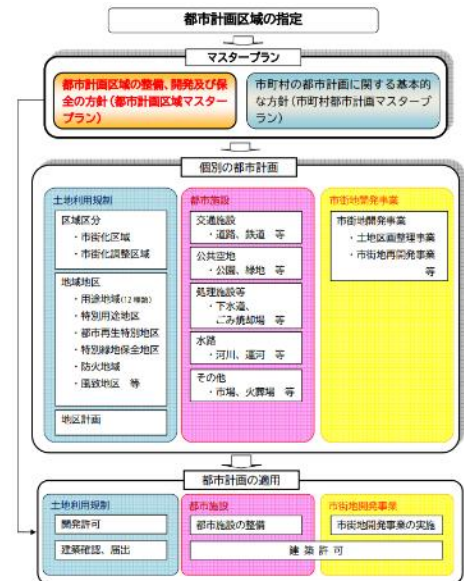 都市計画区域の指定
マスタープラン
都市計画区域の整備、開発及び保
全の方針(都市計画区域マスター
プラン)
市町村の都市計画に関する基本的
な方針(市町村都市計画マスタープ
ラン)
個別の都市計画
土地利用規制
区域区分
・市街化区域
・市街化調整区域
地域地区
・用途地域(12種類)
・特別用途地区
・都市再生特別地区
・特別緑地保全地区
・防火地域
・風致地区 等
地区計画
都市施設
交通施設
・道路、鉄道 等
公共空地
・公園、緑地 等
処理施設等
・下水道、
ごみ焼却場 等
水路
・河川、運河 等
その他
・市場、火葬場 等
市街地開発事業
市街地開発事業
・土地区画整理事業
・市街地再開発事業
等
都市計画の適用
土地利用規制
開発許可
建築確認、届出
都市施設
都市施設の整備
市街地開発事業
市街地開発事業の実施
建築許可